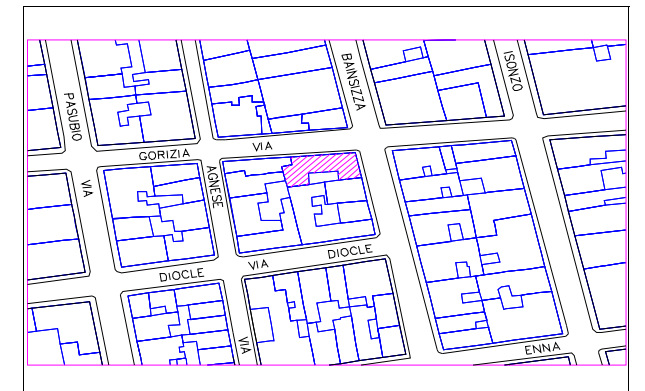 PASUBIO
BAINSIZZA
ISONZO
GORIZIA
VIA
VIA
AGNESE
DIOCLE
VIA
DIOCLE
VIA
ENNA